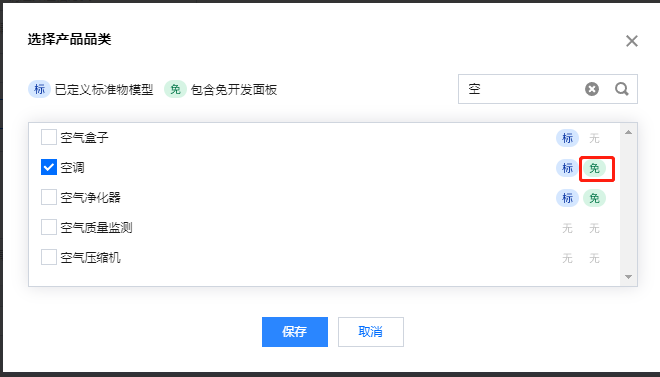 选择产品品类
标 已定义标准物模型 免 包含免开发面板
空
空气盒子 标 无
空调 标 免
空气净化器 标 免
空气质量监测 无 无
空气压缩机 无 无
保存 取消